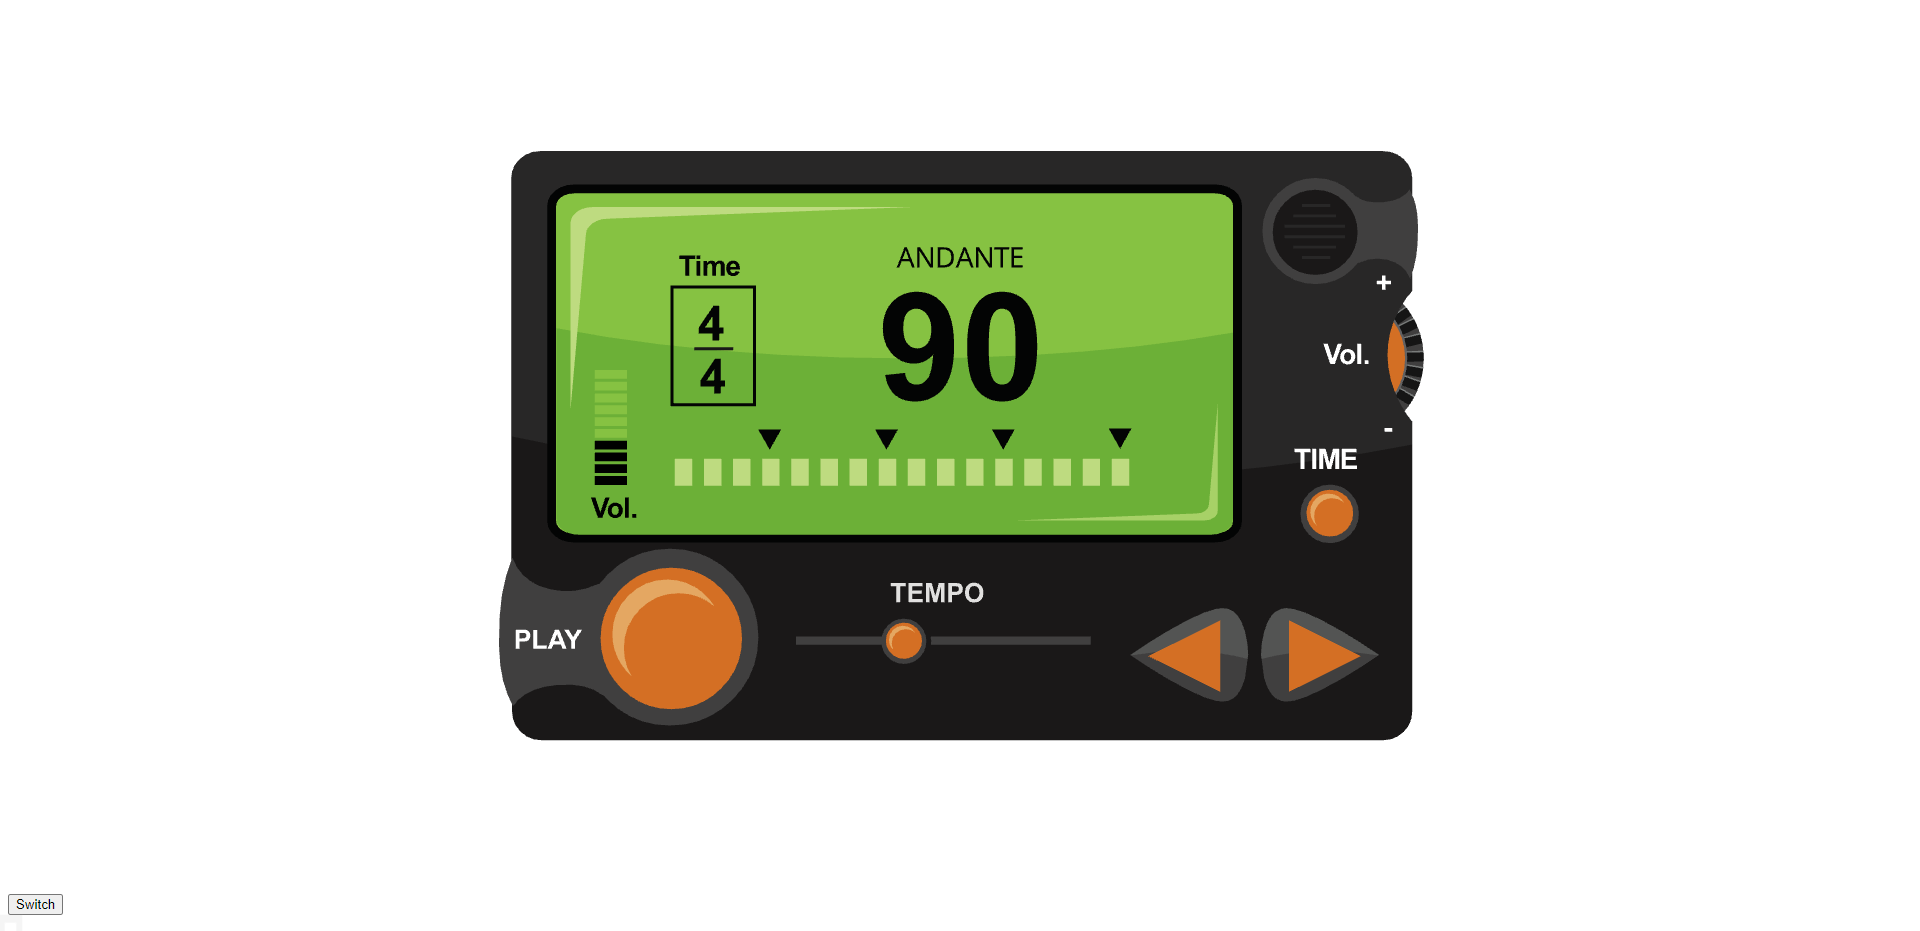 ANDANTE
Time
90
4
4
+
Vol.
-
TIME
Vol.
TEMPO
PLAY
Switch